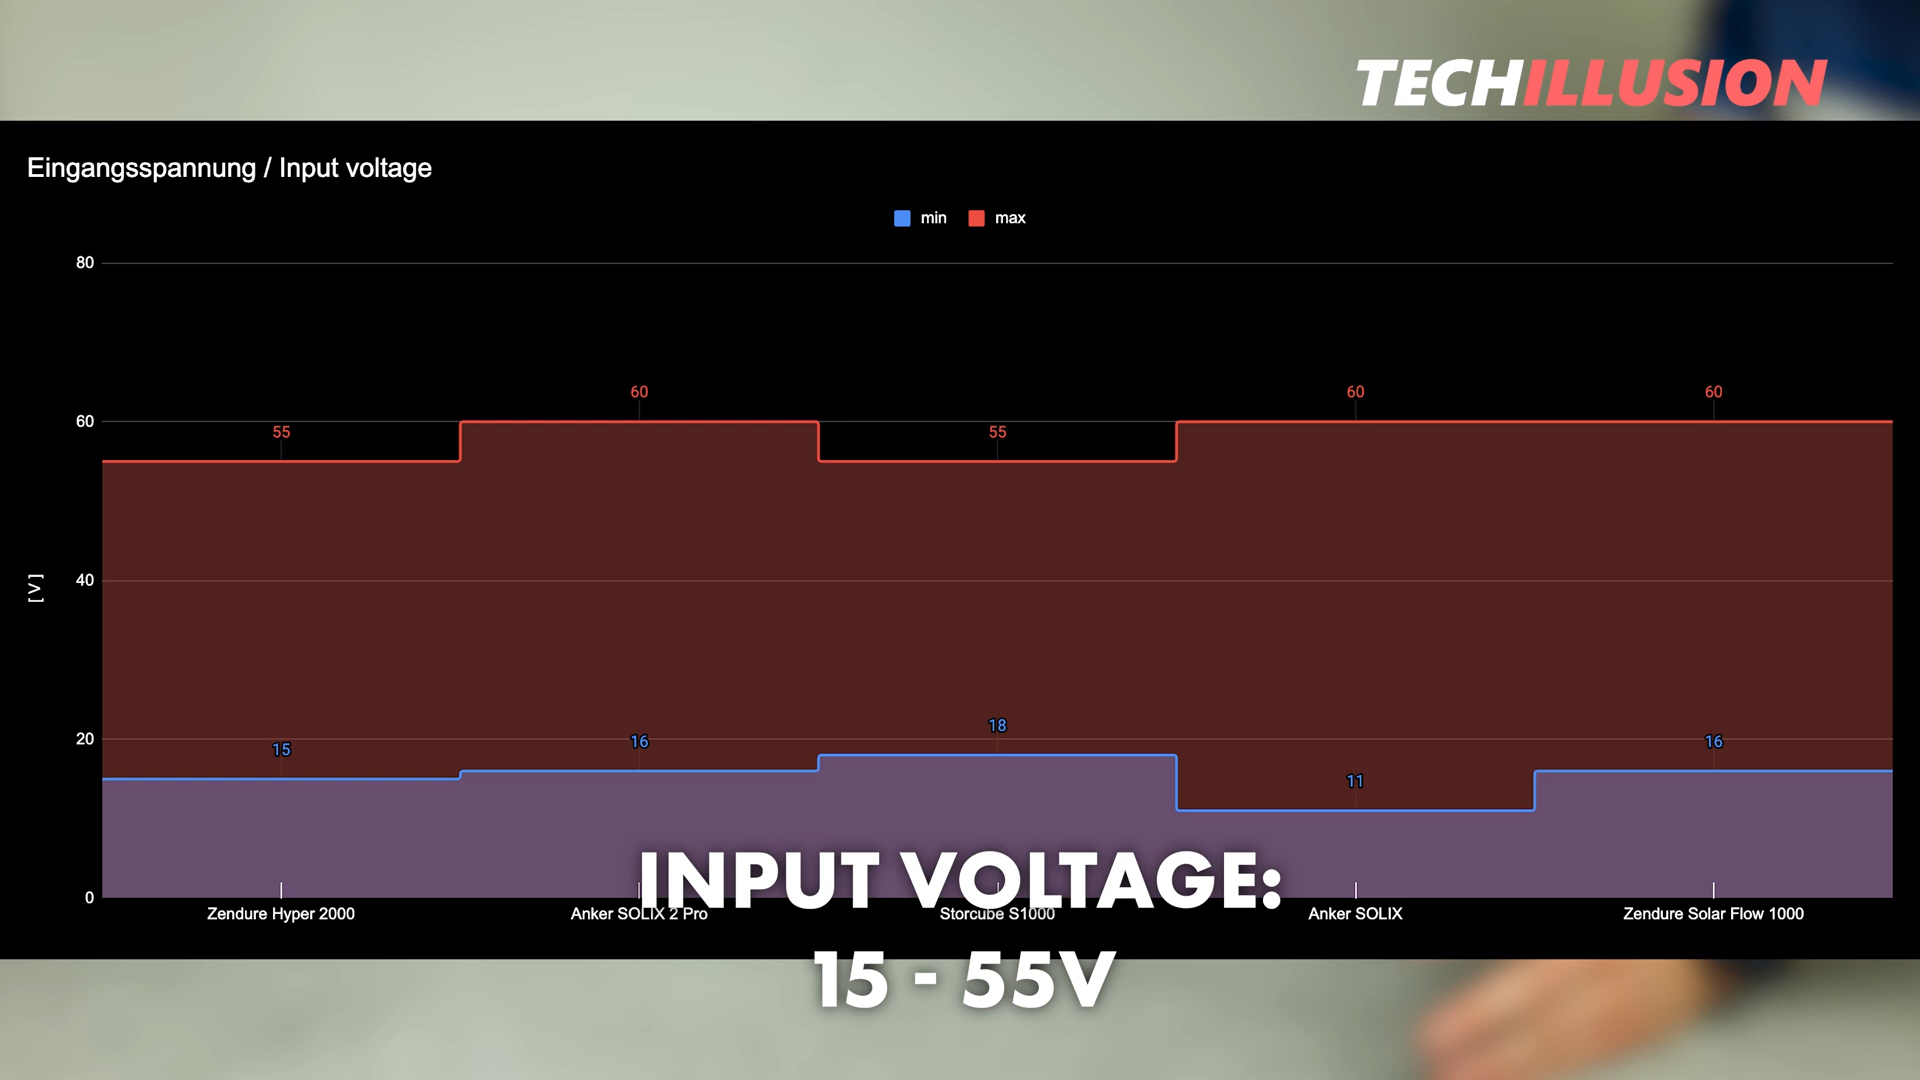 TECHILLUSION
Eingangsspannung / Input voltage
min max
80
60
40
20
0
[ V ]
55 60 55 60 60
15 16 18 11 16
Zendure Hyper 2000 Anker SOLIX 2 Pro Storcube S1000 Anker SOLIX Zendure Solar Flow 1000
INPUT VOLTAGE:
15 - 55V